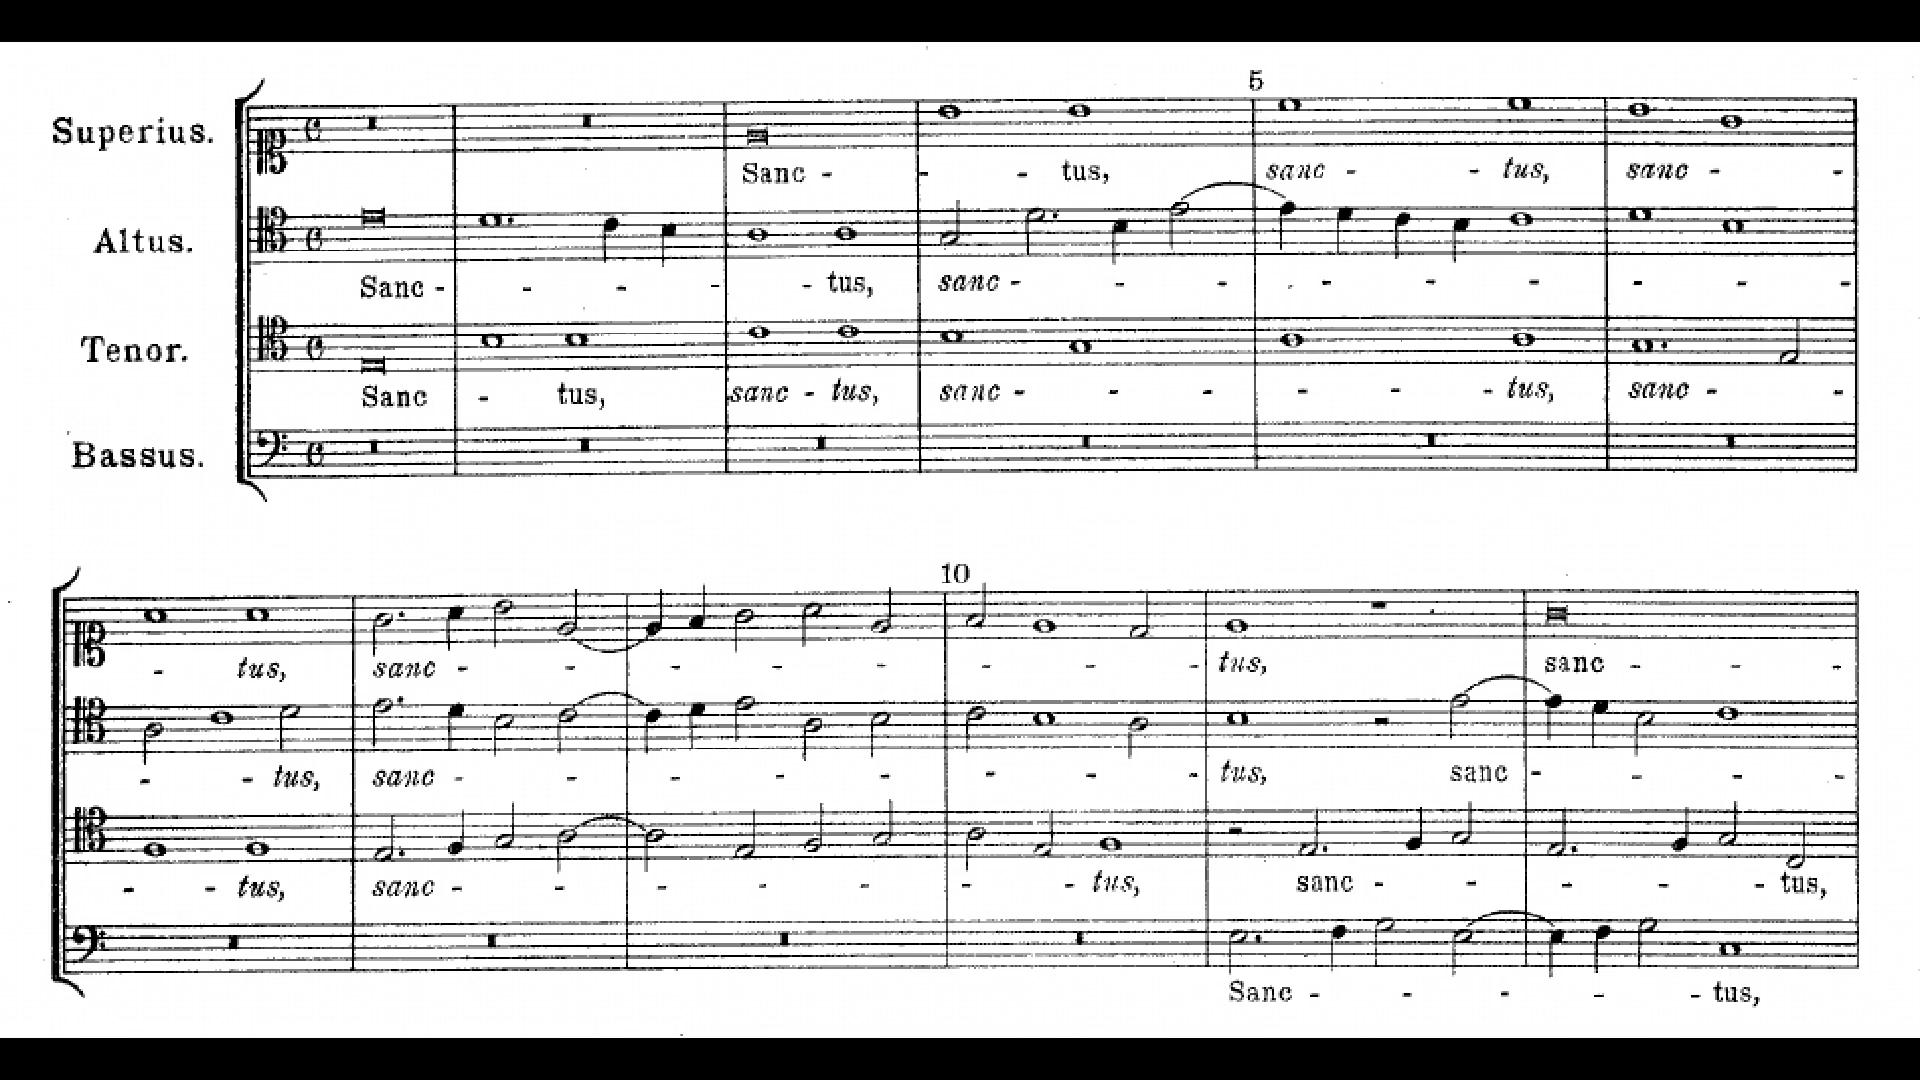 5
Superius.
Sanc - - - tus, sanc - - tus, sanc - -
Altus.
Sanc - - - - - tus, sanc - - - - - - - - - -
Tenor.
Sanc - tus, sanc - tus, sanc - - - - - tus, sanc - -
Bassus.
10
- tus, sanc - - - - - - - - tus, sanc - -
- - tus, sanc - - - - - - - - tus, sanc - - - -
- - tus, sanc - - - - - - - tus, sanc - - - - - tus,
Sanc - - - - - tus,